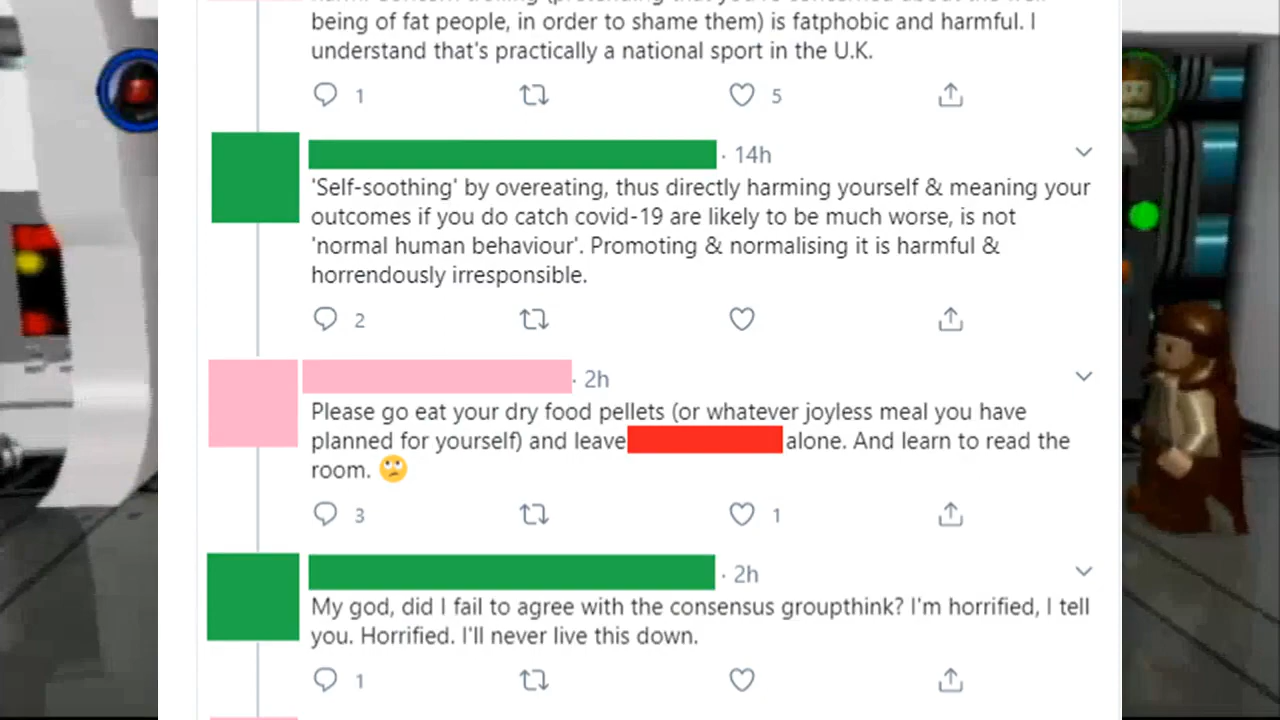 being of fat people, in order to shame them) is fatphobic and harmful. I
understand that's practically a national sport in the U.K.
1
5
· 14h
'Self-soothing' by overeating, thus directly harming yourself & meaning your
outcomes if you do catch covid-19 are likely to be much worse, is not
'normal human behaviour'. Promoting & normalising it is harmful &
horrendously irresponsible.
2
· 2h
Please go eat your dry food pellets (or whatever joyless meal you have
planned for yourself) and leave alone. And learn to read the
room. 🙄
3
1
· 2h
My god, did I fail to agree with the consensus groupthink? I'm horrified, I tell
you. Horrified. I'll never live this down.
1